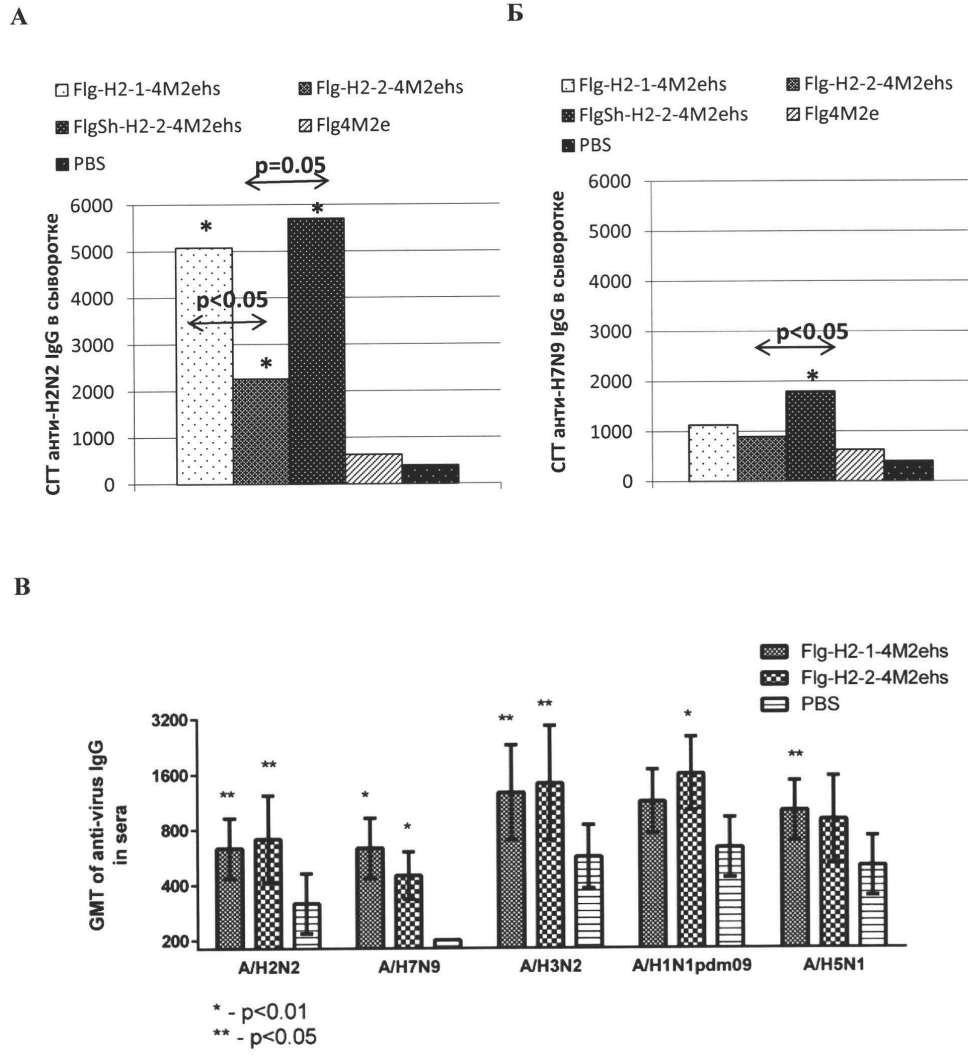 А
Flg-H2-1-4M2ehs Flg-H2-2-4M2ehs
FlgSh-H2-2-4M2ehs Flg4M2e
PBS
p=0.05
p<0.05
* * *
СГТ анти-H2N2 IgG в сыворотке
6000
5000
4000
3000
2000
1000
0
Б
Flg-H2-1-4M2ehs Flg-H2-2-4M2ehs
FlgSh-H2-2-4M2ehs Flg4M2e
PBS
p<0.05
*
СГТ анти-H7N9 IgG в сыворотке
6000
5000
4000
3000
2000
1000
0
В
Flg-H2-1-4M2ehs
Flg-H2-2-4M2ehs
PBS
GMT of anti-virus IgG
in sera
3200
1600
800
400
200
** ** * * ** ** * **
A/H2N2 A/H7N9 A/H3N2 A/H1N1pdm09 A/H5N1
* - p<0.01
** - p<0.05